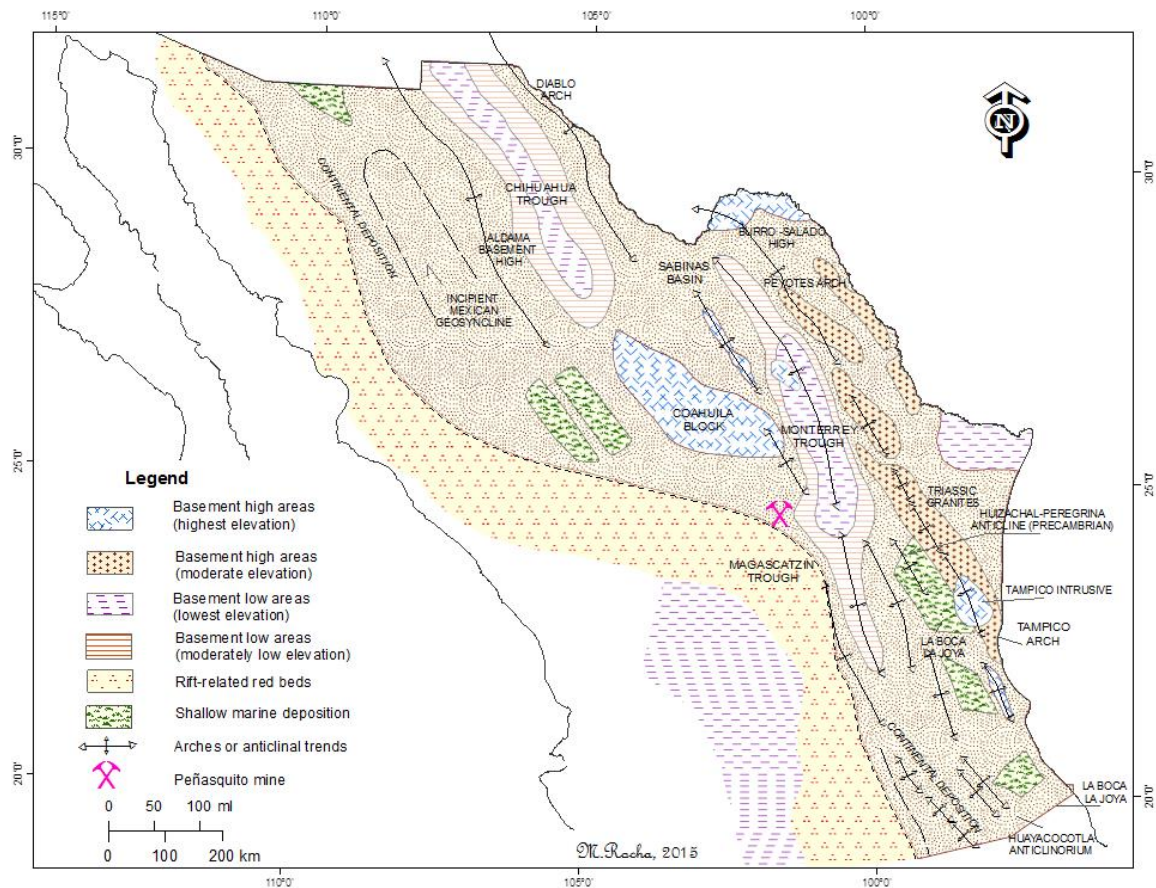 115°0'
110°0'
105°0'
100°0'
DIABLO
ARCH
N
30°0'
30°0'
CONTINENTAL DEPOSITION
CHIHUAHUA
TROUGH
BURRO -SALADO
HIGH
ALDAMA
BASEMENT
HIGH
SABINAS
BASIN
PEYOTES ARCH
INCIPIENT
MEXICAN
GEOSYNCLINE
COAHUILA
BLOCK
MONTERREY
TROUGH
25°0'
25°0'
TRIASSIC
GRANITES
HUIZACHAL-PEREGRINA
ANTICLINE (PRECAMBRIAN)
MAGASCATZIN
TROUGH
TAMPICO INTRUSIVE
TAMPICO
ARCH
LA BOCA
LA JOYA
CONTINENTAL DEPOSITION
20°0'
20°0'
LA BOCA
LA JOYA
HUAYACOCOTLA
ANTICLINORIUM
Legend
Basement high areas
(highest elevation)
Basement high areas
(moderate elevation)
Basement low areas
(lowest elevation)
Basement low areas
(moderately low elevation)
Rift-related red beds
Shallow marine deposition
Arches or anticlinal trends
Peñasquito mine
0 50 100 mi
0 100 200 km
M.Rocha, 2015
110°0'
105°0'
100°0'